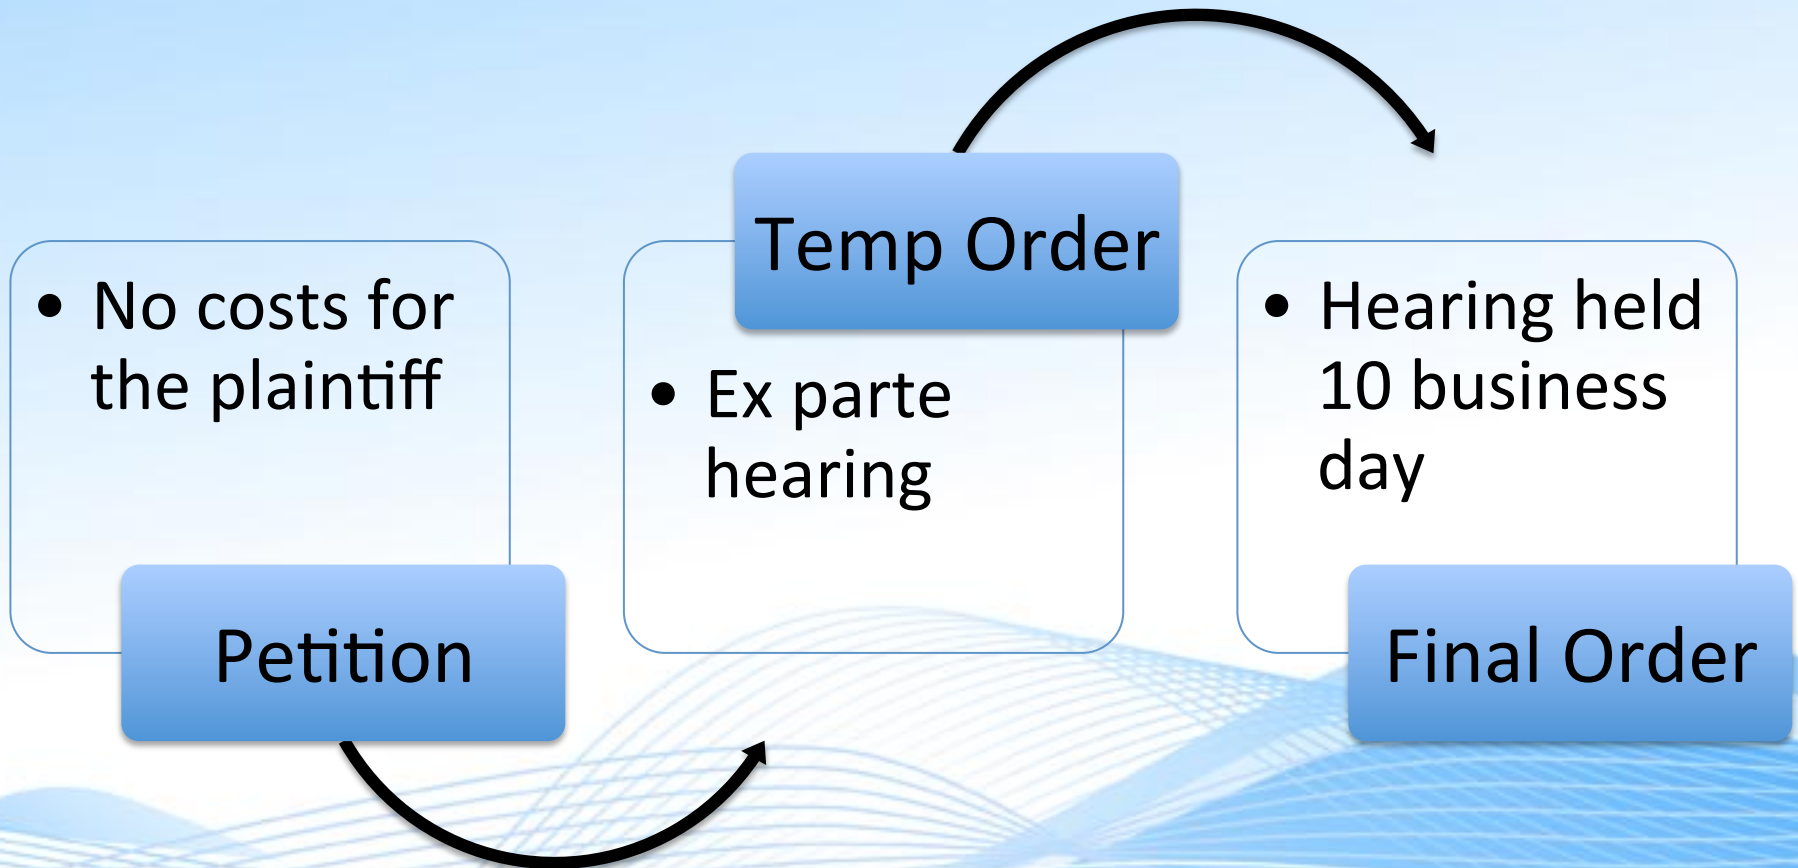 • No costs for
the plaintiff
Petition
Temp Order
• Ex parte
hearing
• Hearing held
10 business
day
Final Order